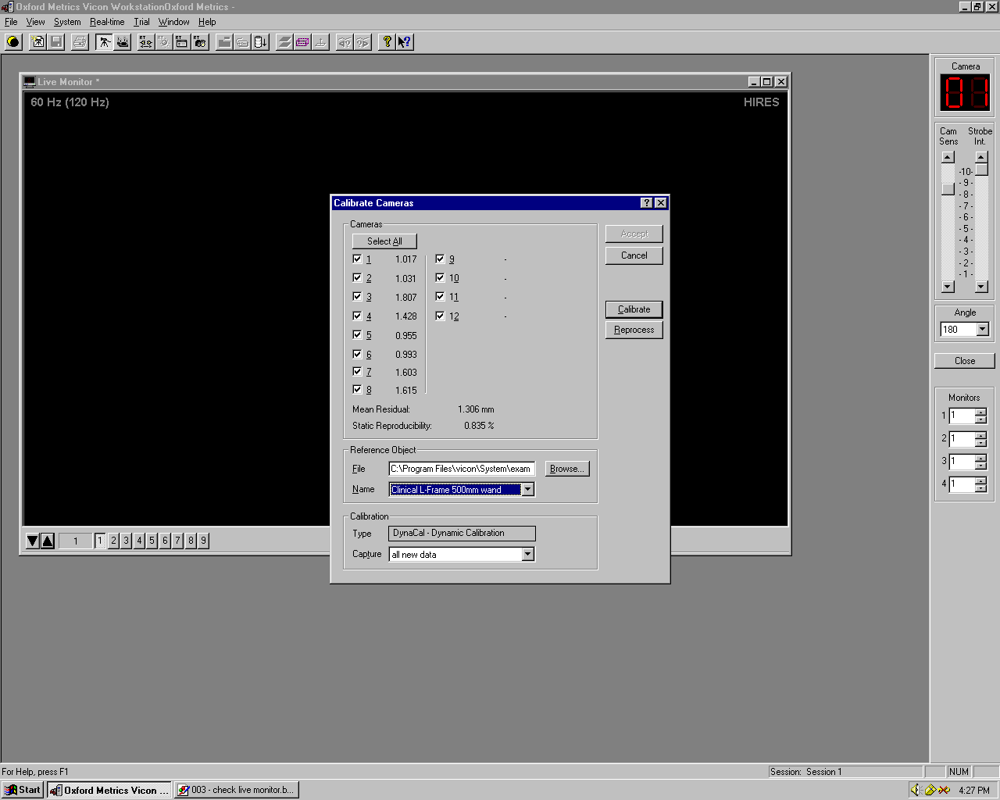 Oxford Metrics Vicon WorkstationOxford Metrics -
File View System Real-time Trial Window Help
RT RT RT RT
Live Monitor *
60 Hz (120 Hz) HIRES
Calibrate Cameras
Cameras
Select All
1 1.017 9 -
2 1.031 10 -
3 1.807 11 -
4 1.428 12 -
5 0.955
6 0.993
7 1.603
8 1.615
Mean Residual: 1.306 mm
Static Reproducibility: 0.835 %
Accept
Cancel
Calibrate
Reprocess
Reference Object
File C:\Program Files\vicon\System\exam Browse...
Name Clinical L-Frame 500mm wand
Calibration
Type DynaCal - Dynamic Calibration
Capture all new data
1 1 2 3 4 5 6 7 8 9
Camera
01
Cam Sens Strobe Int.
-10-
- 9 -
- 8 -
- 7 -
- 6 -
- 5 -
- 4 -
- 3 -
- 2 -
- 1 -
Angle
180
Close
Monitors
1 1
2 1
3 1
4 1
For Help, press F1 Session: Session 1 NUM
Start Oxford Metrics Vicon ... 003 - check live monitor.b... 4:27 PM